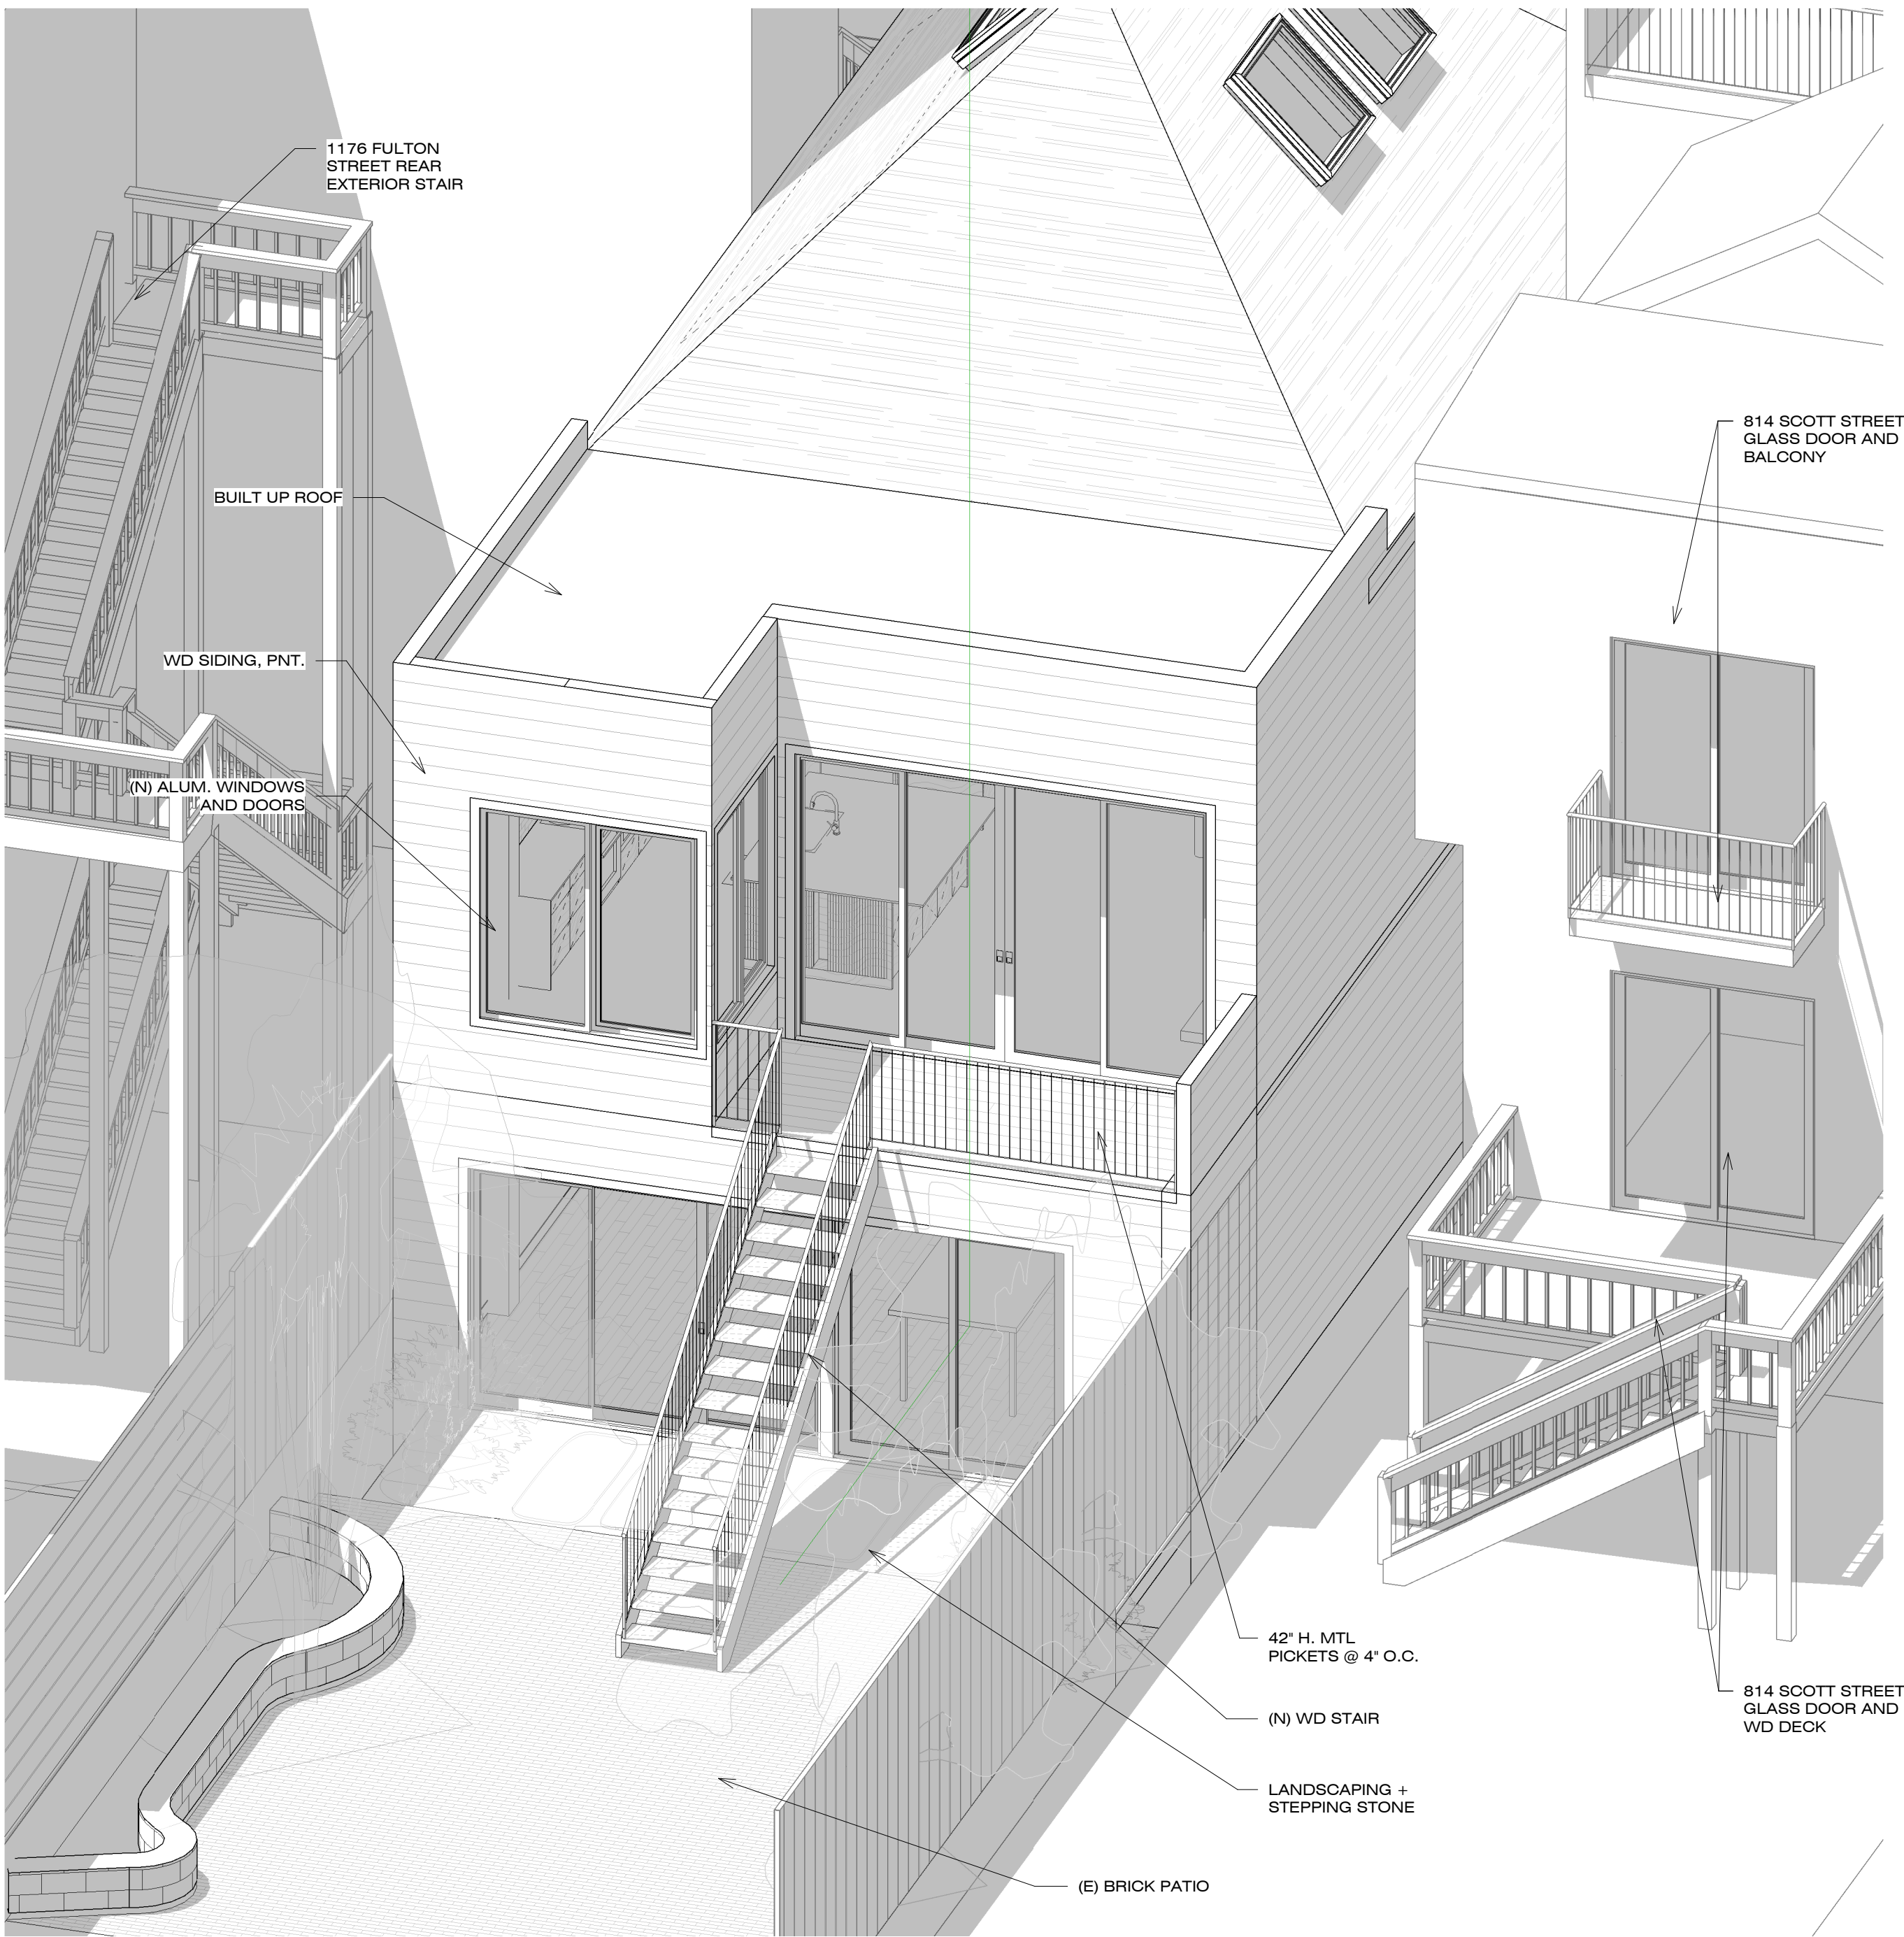 1176 FULTON
STREET REAR
EXTERIOR STAIR
814 SCOTT STREET
GLASS DOOR AND
BALCONY
BUILT UP ROOF
WD SIDING, PNT.
(N) ALUM. WINDOWS
AND DOORS
42" H. MTL
PICKETS @ 4" O.C.
(N) WD STAIR
814 SCOTT STREET
GLASS DOOR AND
WD DECK
LANDSCAPING +
STEPPING STONE
(E) BRICK PATIO